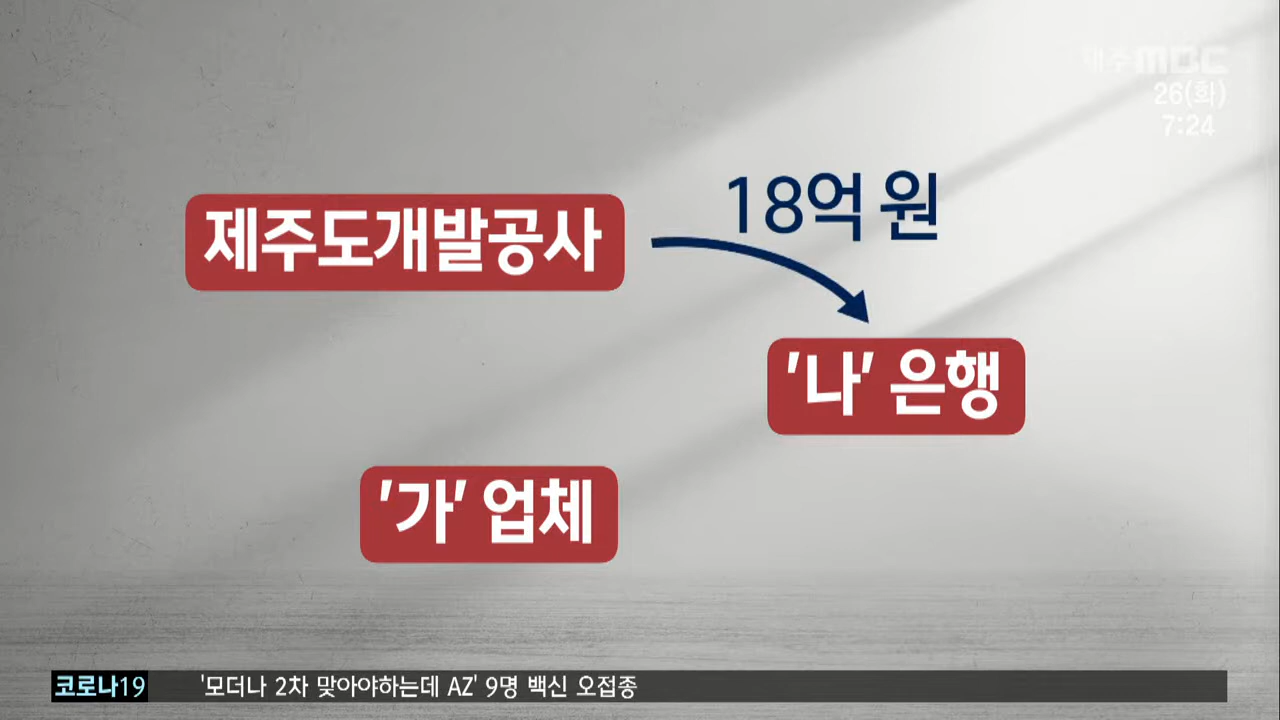 제주MBC
26(화)
7:24
18억 원
제주도개발공사
'나' 은행
'가' 업체
코로나19 '모더나 2차 맞아야하는데 AZ' 9명 백신 오접종